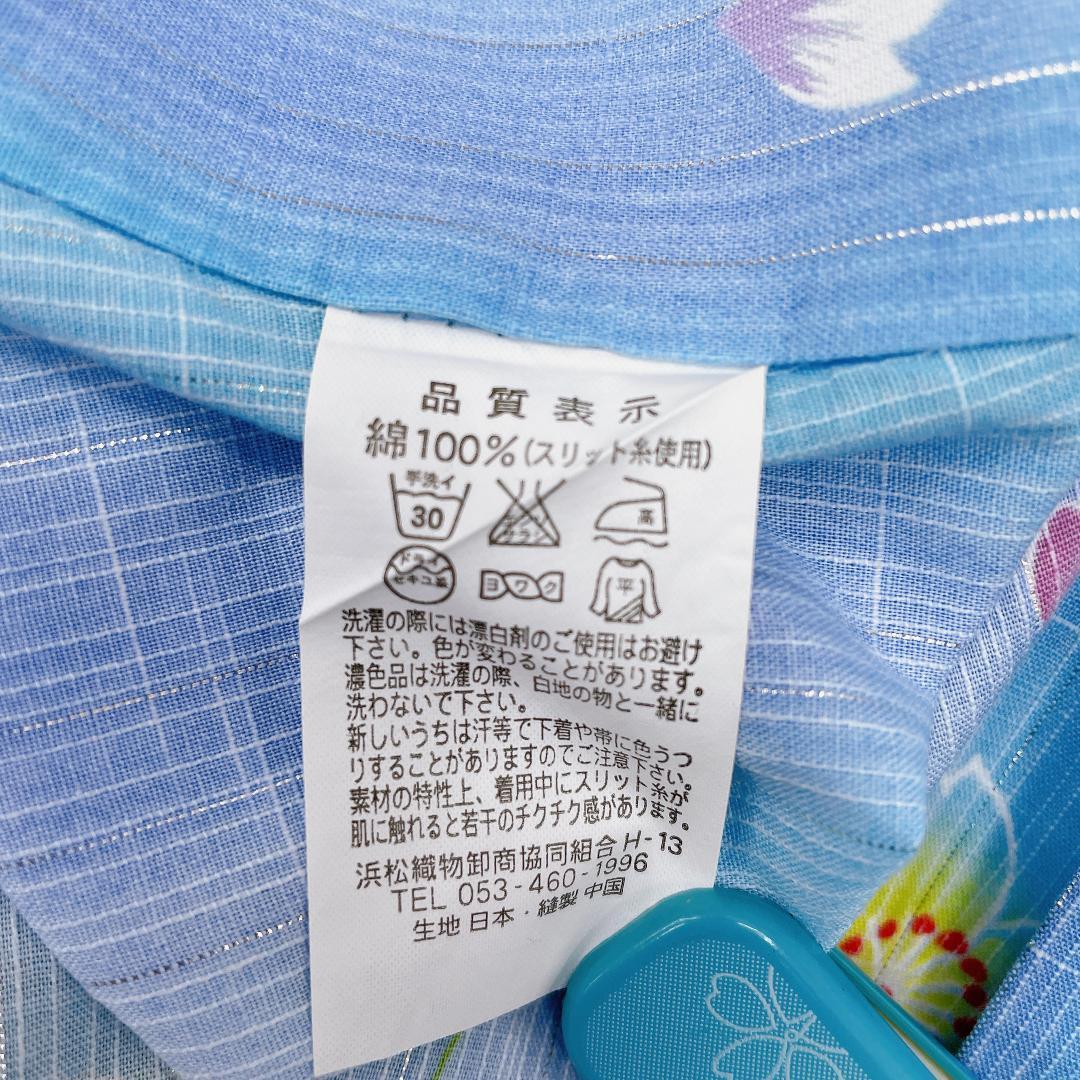 品質表示
綿100%(スリット糸使用)
手洗イ
30
エンソ
サラシ
高
ドライ
セキユ系
ヨワク
平
洗濯の際には漂白剤のご使用はお避け
下さい。色が変わることがあります。
濃色品は洗濯の際、白地の物と一緒に
洗わないで下さい。
新しいうちは汗等で下着や帯に色うつ
りすることがありますのでご注意下さい。
素材の特性上、着用中にスリット糸が
肌に触れると若干のチクチク感があります。
浜松織物卸商協同組合H-13
TEL 053-460-1996
生地 日本・縫製 中国